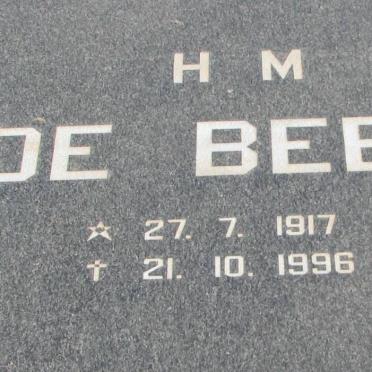 H M
DE BEE
☆ 27. 7. 1917
✝ 21. 10. 1996